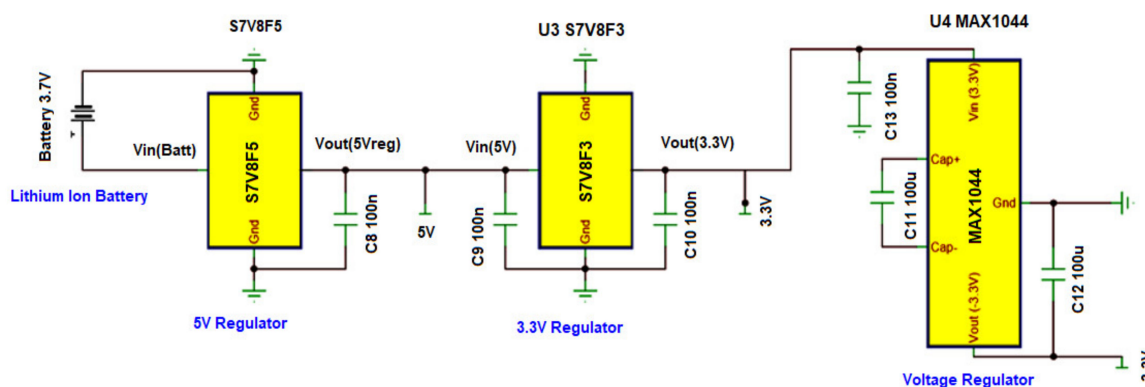 S7V8F5
U3 S7V8F3
U4 MAX1044
Battery 3.7V
Gnd
Gnd
Vin (3.3V)
C13 100n
Vin(Batt)
S7V8F5
Vout(5Vreg)
Vin(5V)
S7V8F3
Vout(3.3V)
Cap+
Lithium Ion Battery
C11 100u
MAX1044
Gnd
C8 100n
5V
C9 100n
C10 100n
3.3V
Gnd
Gnd
Cap-
C12 100u
Vout (-3.3V)
5V Regulator
3.3V Regulator
Voltage Regulator